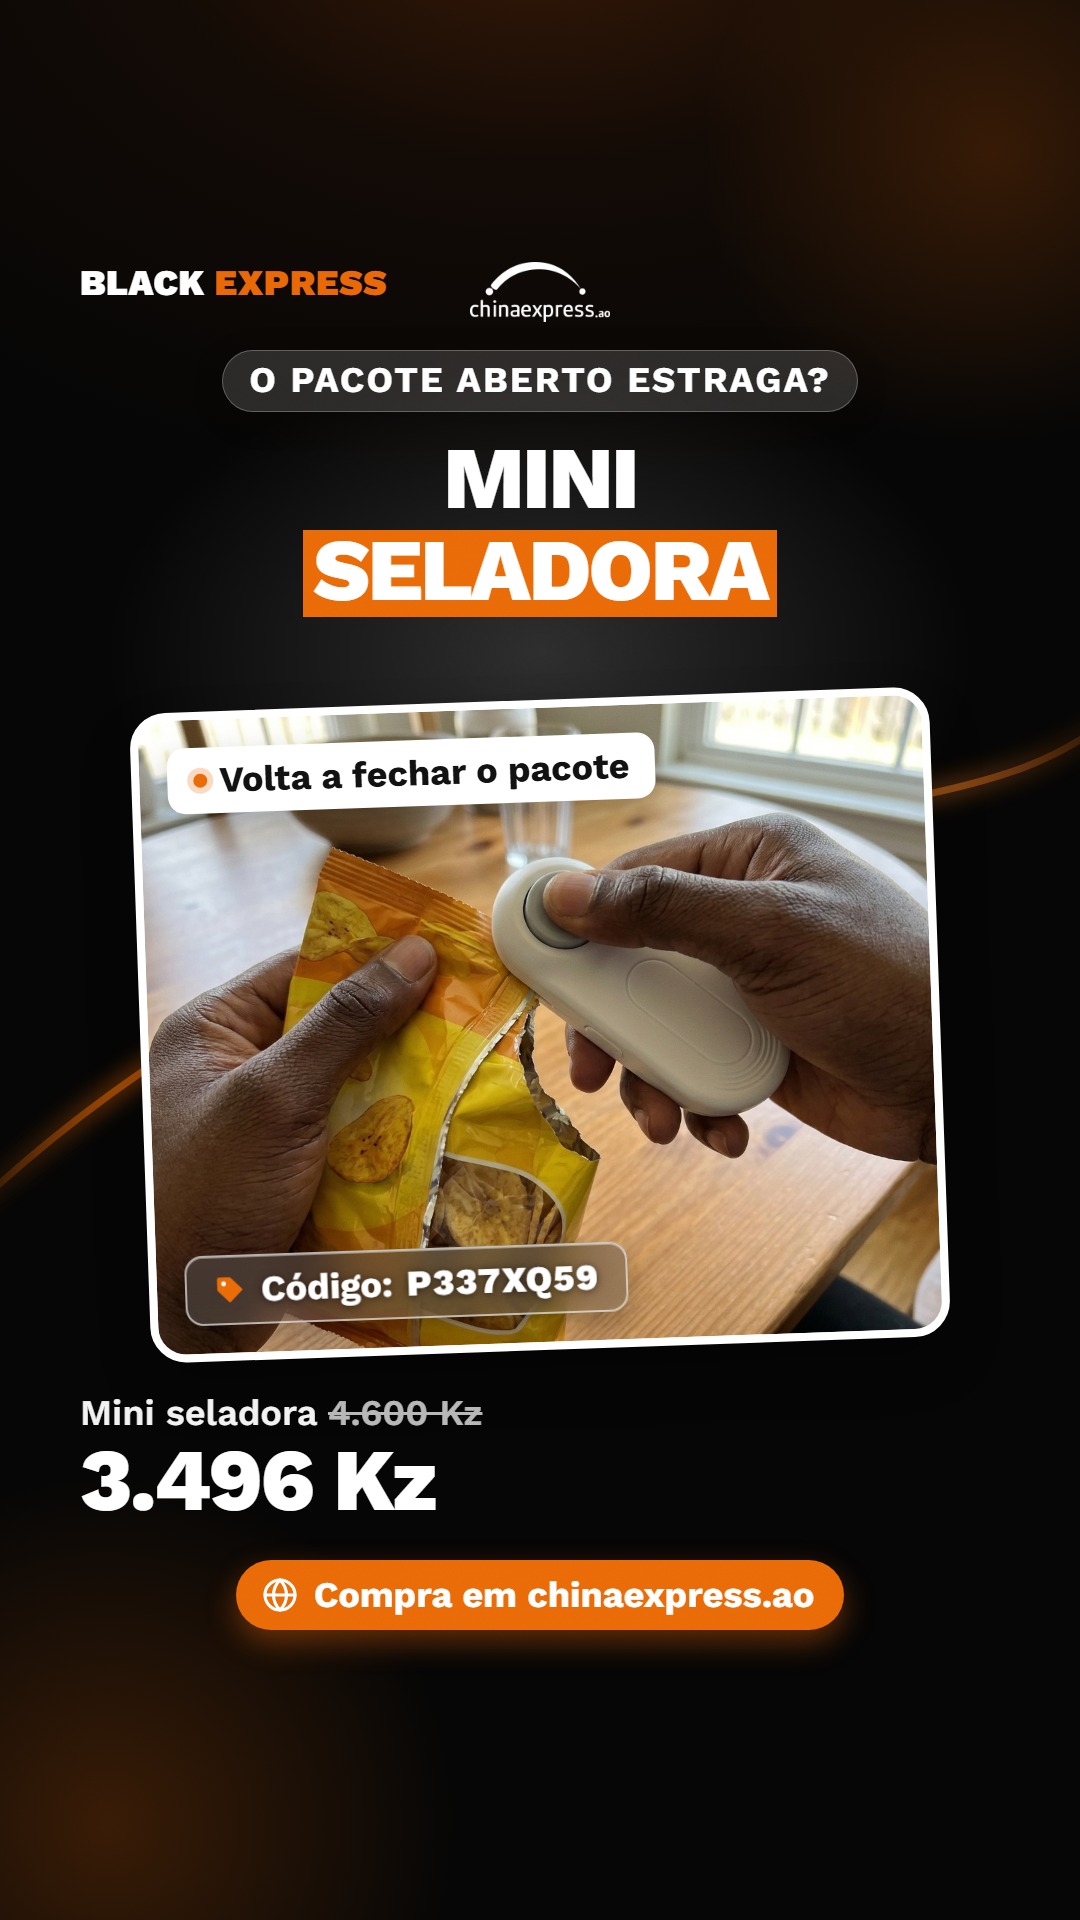 BLACK EXPRESS
chinaexpress.ao
O PACOTE ABERTO ESTRAGA?
MINI
SELADORA
Volta a fechar o pacote
Código: P337XQ59
Mini seladora 4.600 Kz
3.496 Kz
Compra em chinaexpress.ao